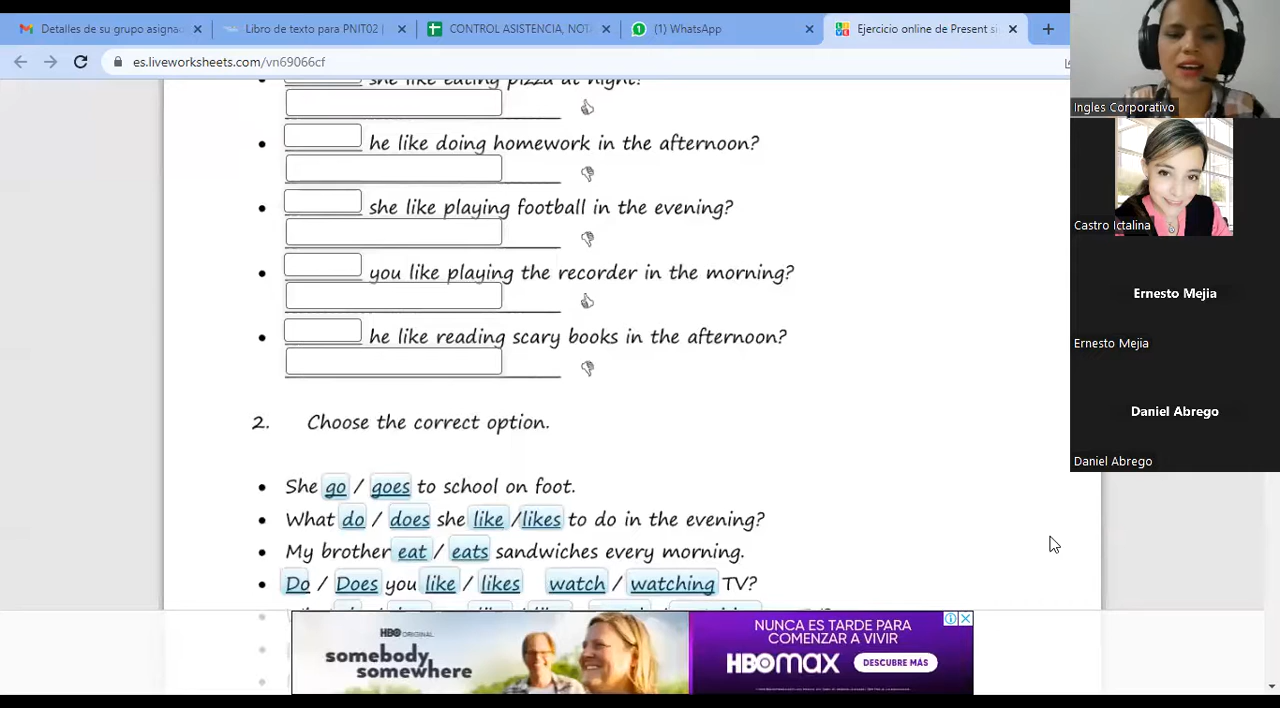 Detalles de su grupo asigna
Libro de texto para PNIT02 |
CONTROL ASISTENCIA, NOT
(1) WhatsApp
Ejercicio online de Present si
es.liveworksheets.com/vn69066cf
she like eating pizza at night?
he like doing homework in the afternoon?
she like playing football in the evening?
you like playing the recorder in the morning?
he like reading scary books in the afternoon?
2. Choose the correct option.
She go / goes to school on foot.
What do / does she like /likes to do in the evening?
My brother eat / eats sandwiches every morning.
Do / Does you like / likes watch / watching TV?
HBO ORIGINAL
somebody
somewhere
NUNCA ES TARDE PARA
COMENZAR A VIVIR
HBOMAX
DESCUBRE MÁS
Ingles Corporativo
Castro Ictalina
Ernesto Mejia
Ernesto Mejia
Daniel Abrego
Daniel Abrego